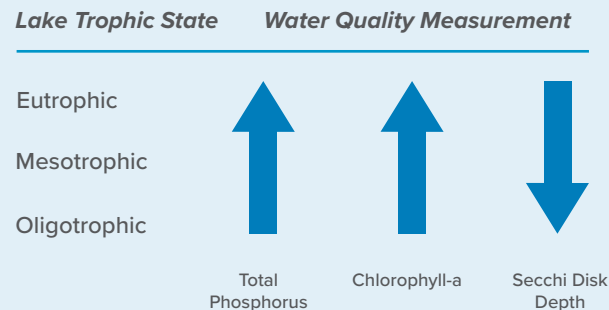 Lake Trophic State Water Quality Measurement
Eutrophic
Mesotrophic
Oligotrophic
Total Chlorophyll-a Secchi Disk
Phosphorus Depth